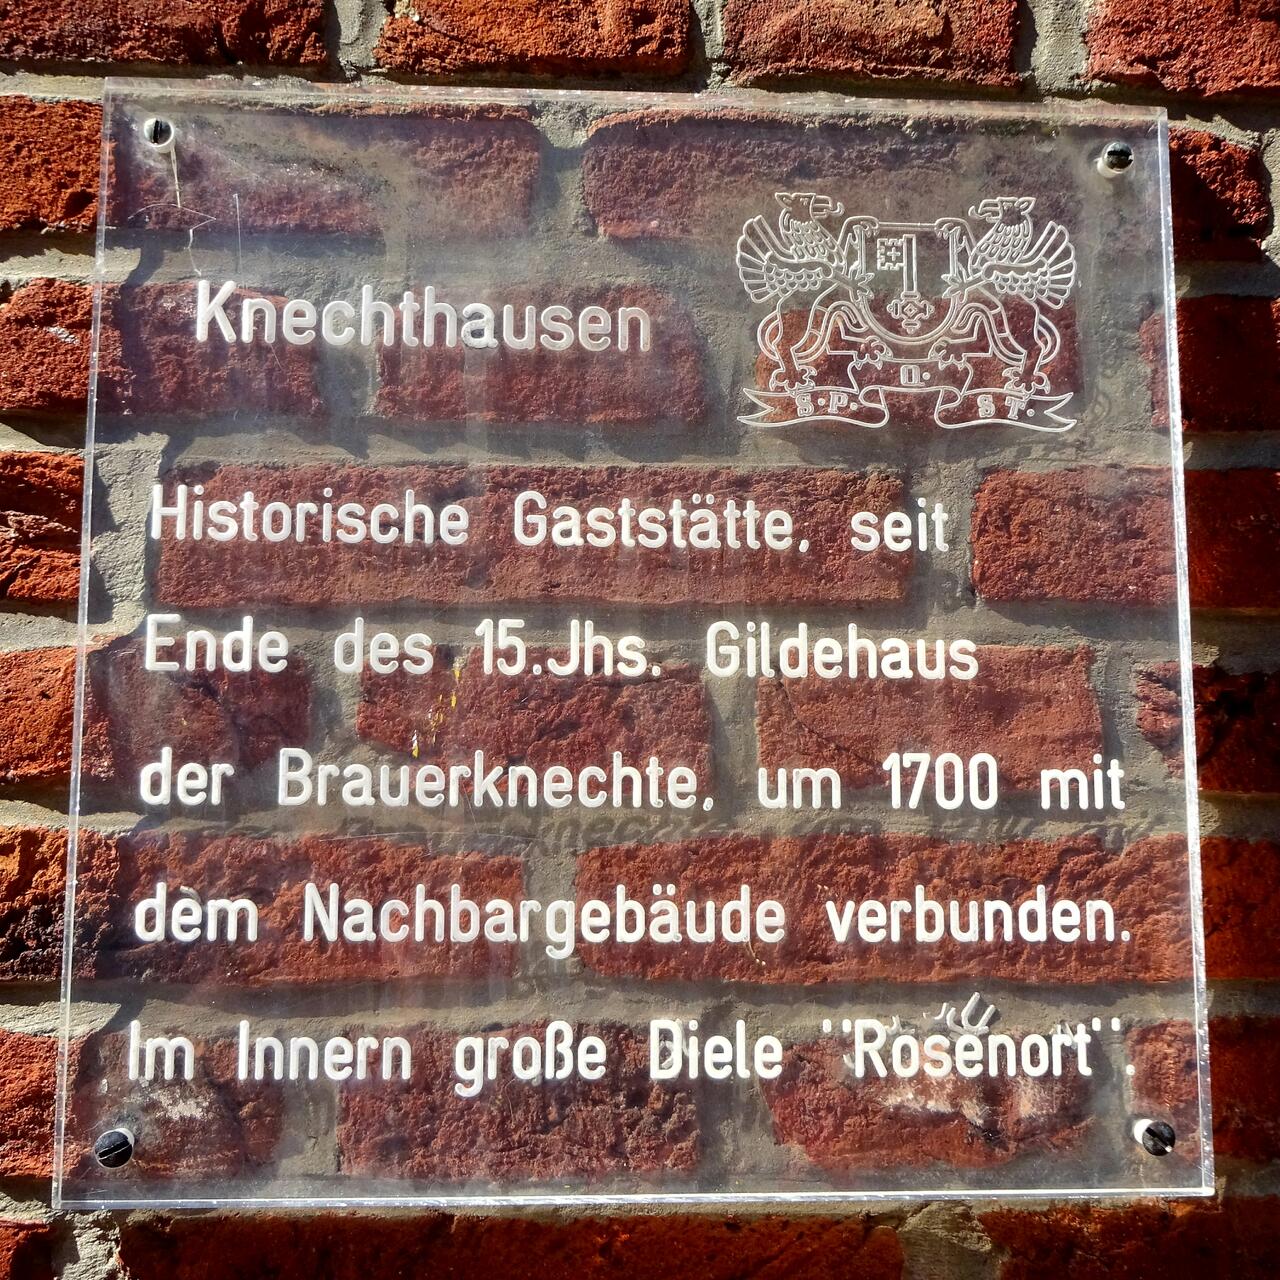 Knechthausen
S.P. Q. ST.
Historische Gaststätte, seit
Ende des 15.Jhs. Gildehaus
der Brauerknechte, um 1700 mit
dem Nachbargebäude verbunden.
Im Innern große Diele "Rosenort".